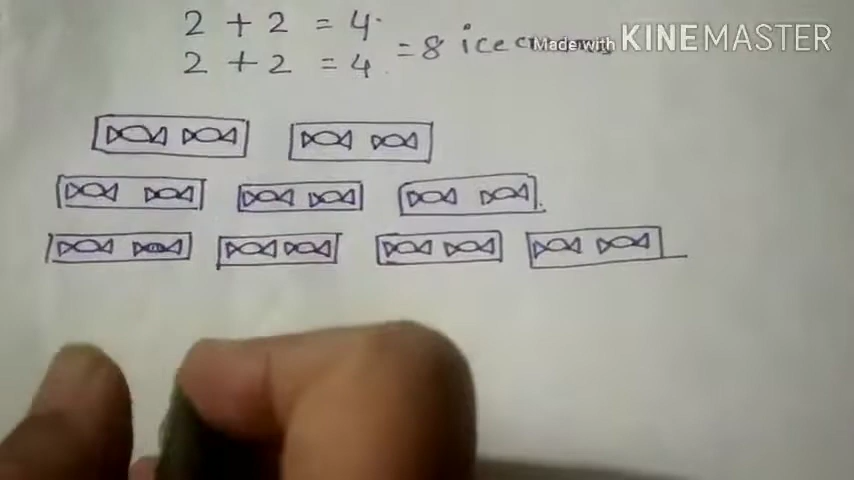 2 + 2 = 4
2 + 2 = 4
= 8 ice
Made with KINEMASTER